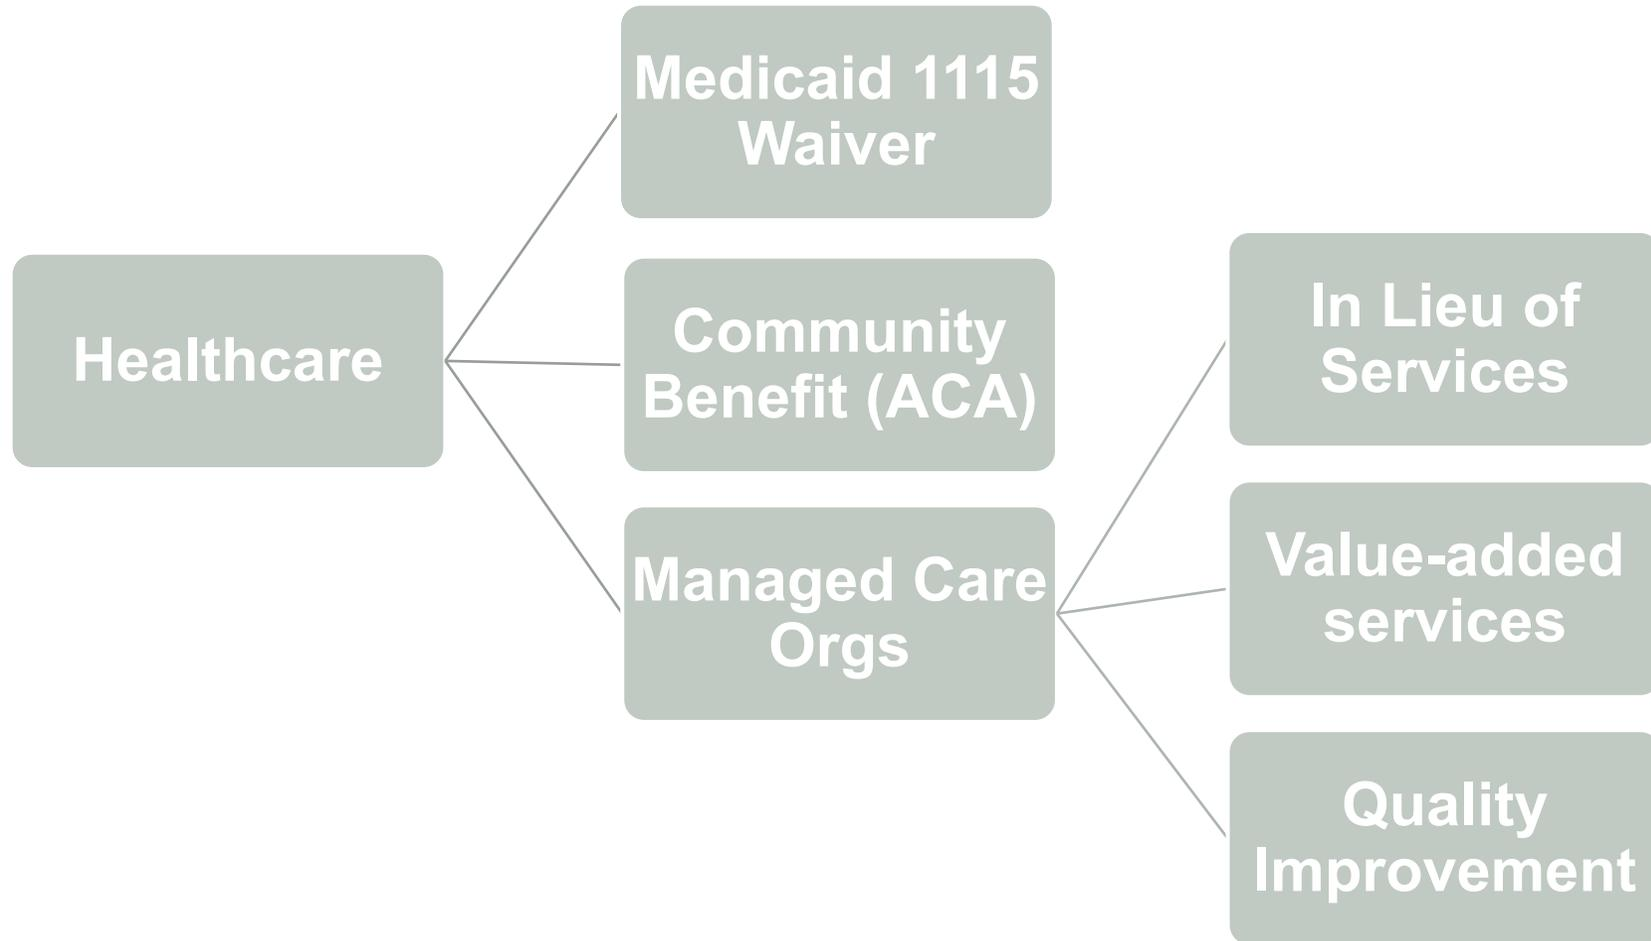 Healthcare
Medicaid 1115
Waiver
Community
Benefit (ACA)
Managed Care
Orgs
In Lieu of
Services
Value-added
services
Quality
Improvement